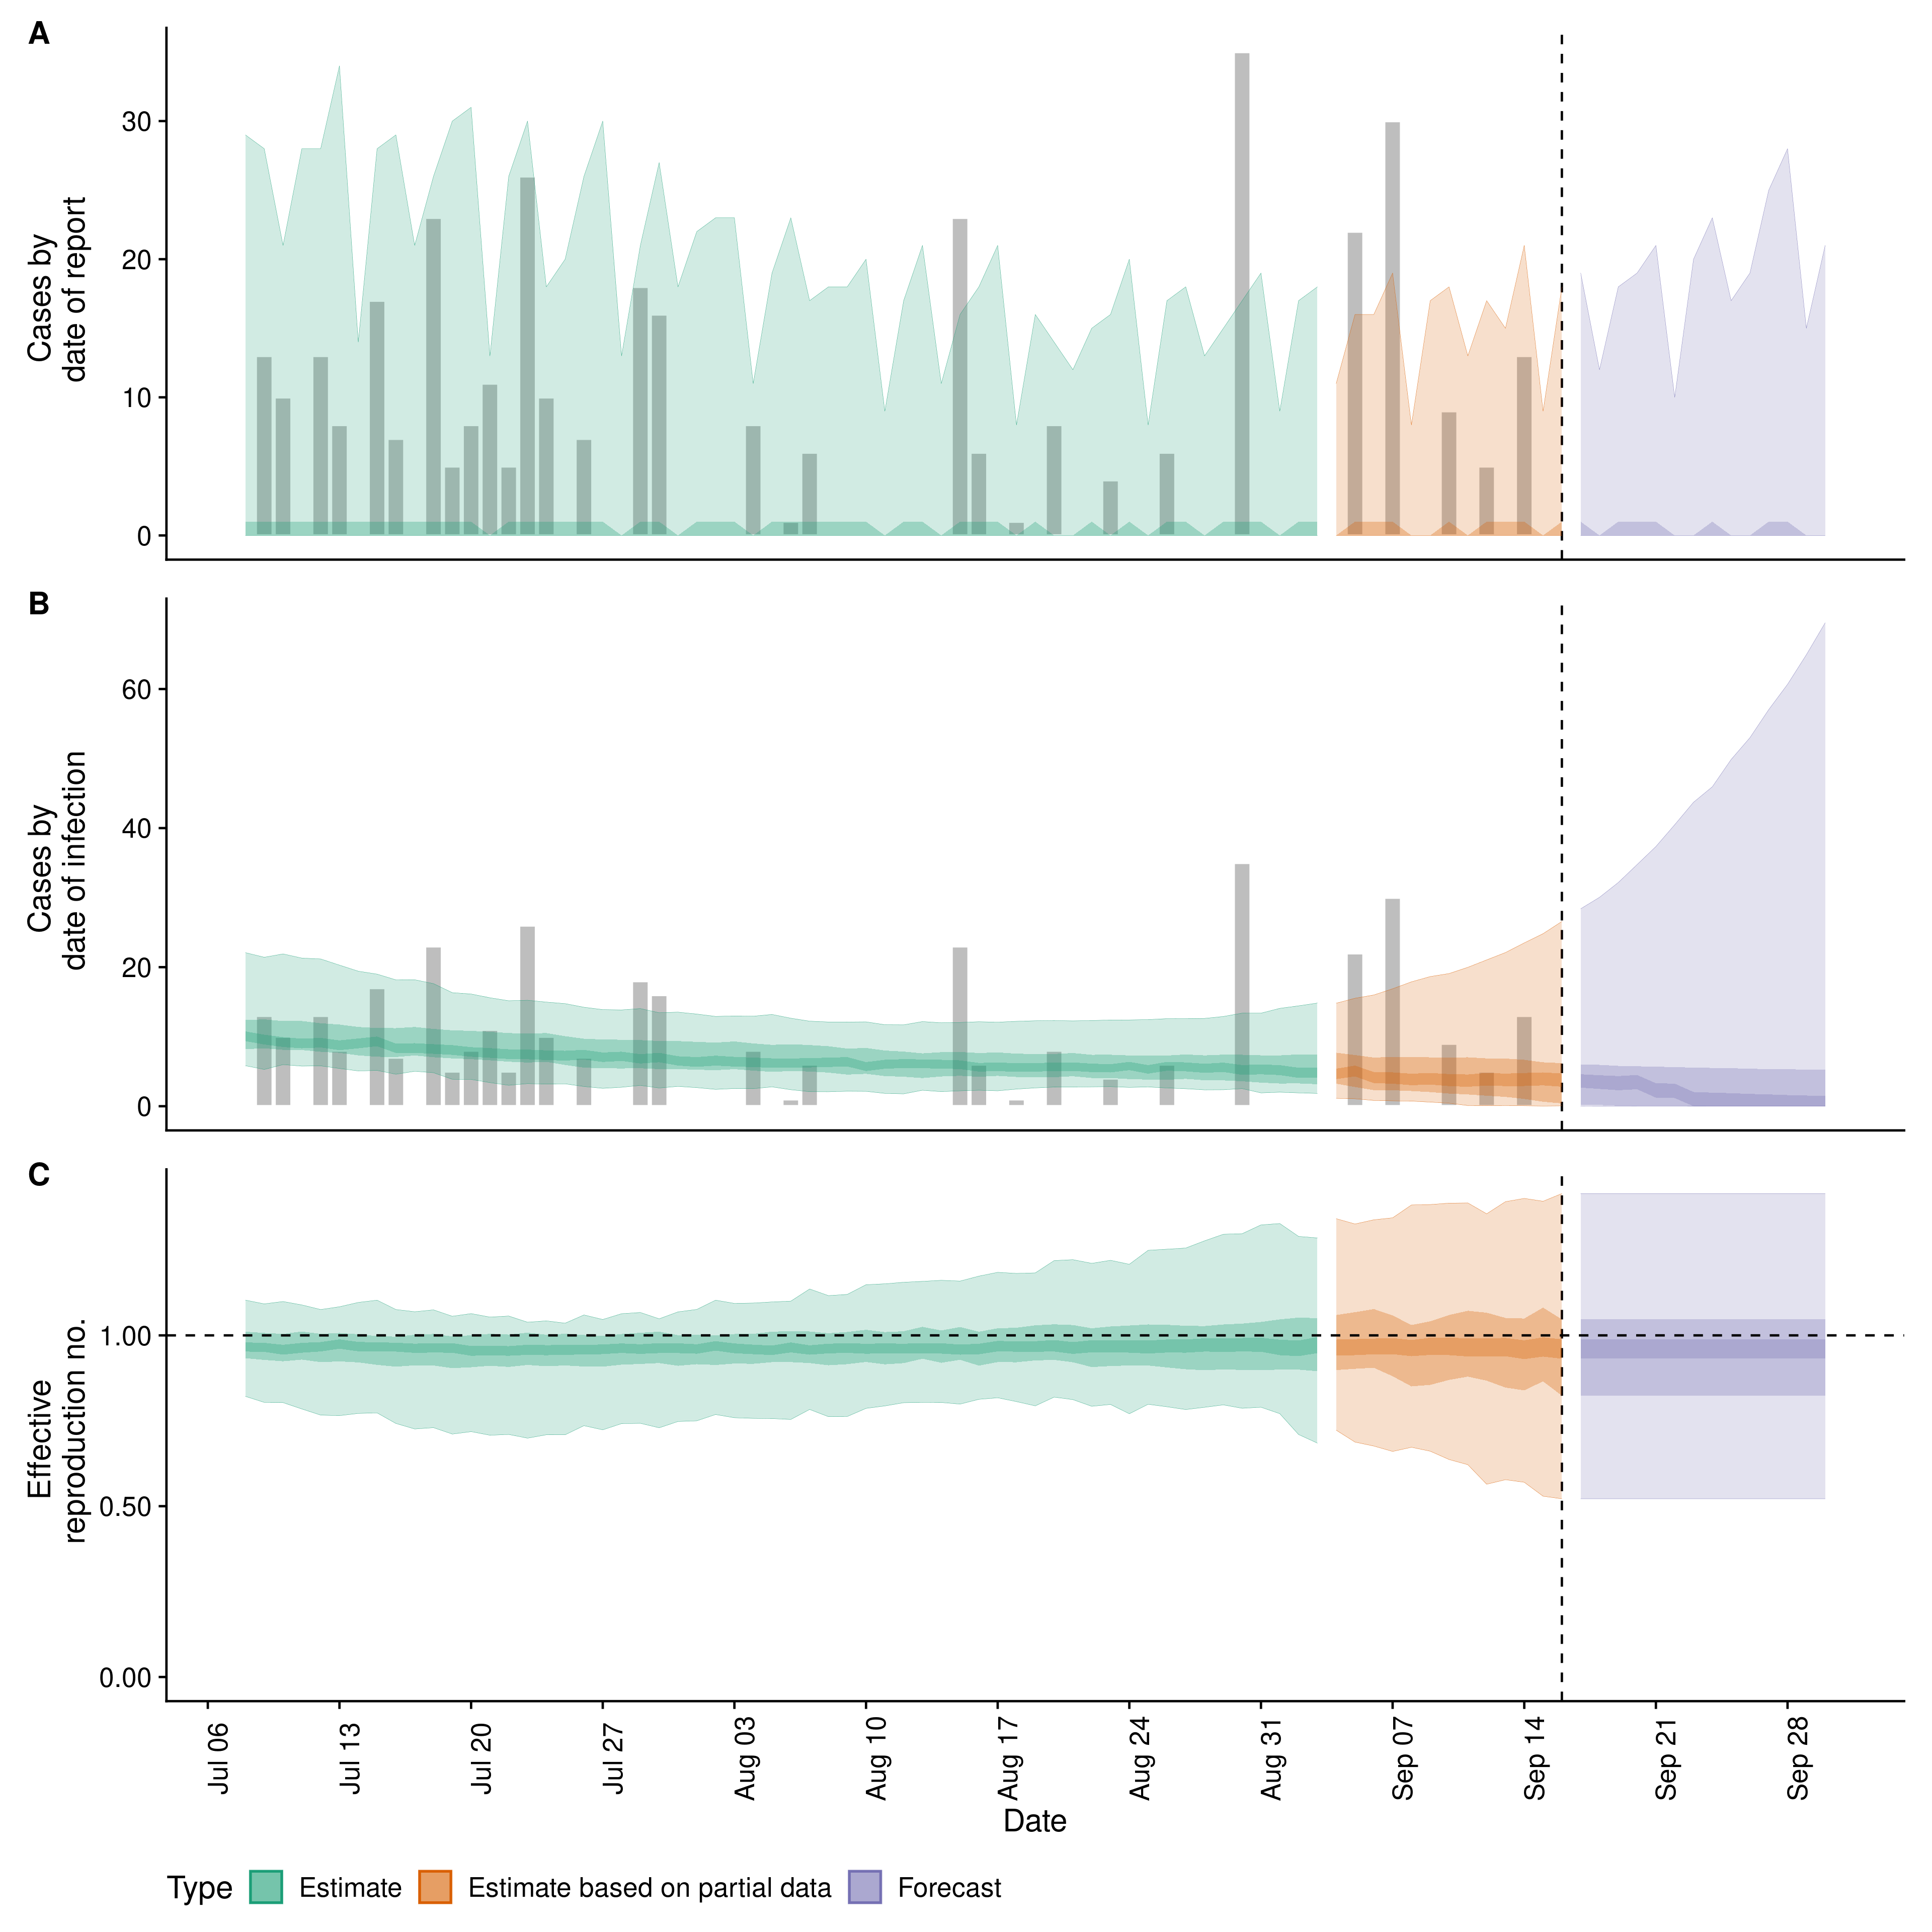 A
Cases by
date of report
30
20
10
0
B
Cases by
date of infection
60
40
20
0
C
Effective
reproduction no.
1.00
0.50
0.00
Jul 06
Jul 13
Jul 20
Jul 27
Aug 03
Aug 10
Aug 17
Aug 24
Aug 31
Sep 07
Sep 14
Sep 21
Sep 28
Date
Type Estimate Estimate based on partial data Forecast